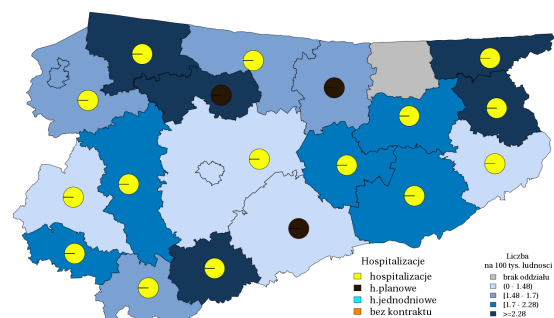 Hospitalizacje
hospitalizacje
h.planowe
h.jednodniowe
bez kontraktu
Liczba
na 100 tys. ludnosci
brak oddziału
(0 - 1.48)
[1.48 - 1.7)
[1.7 - 2.28)
>=2.28